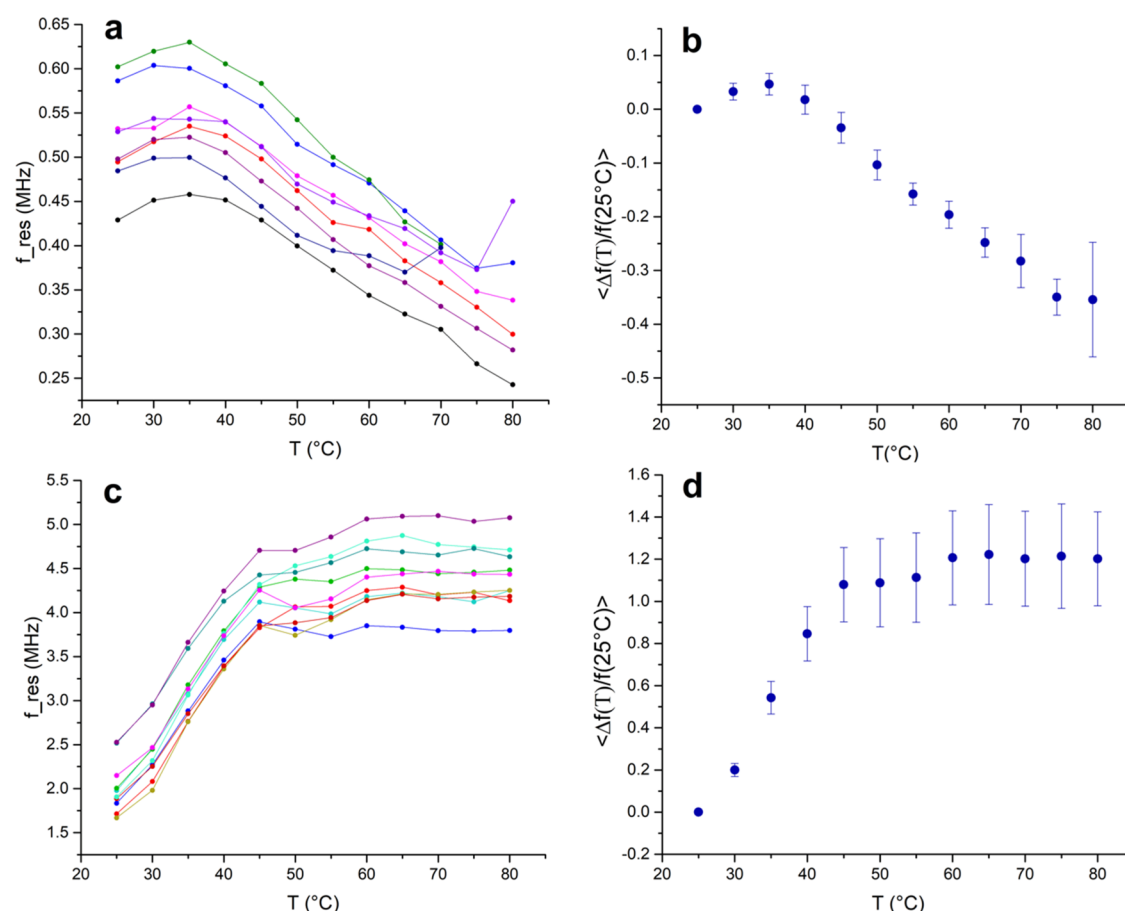 a
0.65
0.60
0.55
0.50
0.45
0.40
0.35
0.30
0.25
f_res (MHz)
20 30 40 50 60 70 80
T (°C)
b
0.1
0.0
-0.1
-0.2
-0.3
-0.4
-0.5
<Δf(T)/f(25°C)>
20 30 40 50 60 70 80
T(°C)
c
5.5
5.0
4.5
4.0
3.5
3.0
2.5
2.0
1.5
f_res (MHz)
20 30 40 50 60 70 80
T (°C)
d
1.6
1.4
1.2
1.0
0.8
0.6
0.4
0.2
0.0
-0.2
<Δf(T)/f(25°C)>
20 30 40 50 60 70 80
T (°C)